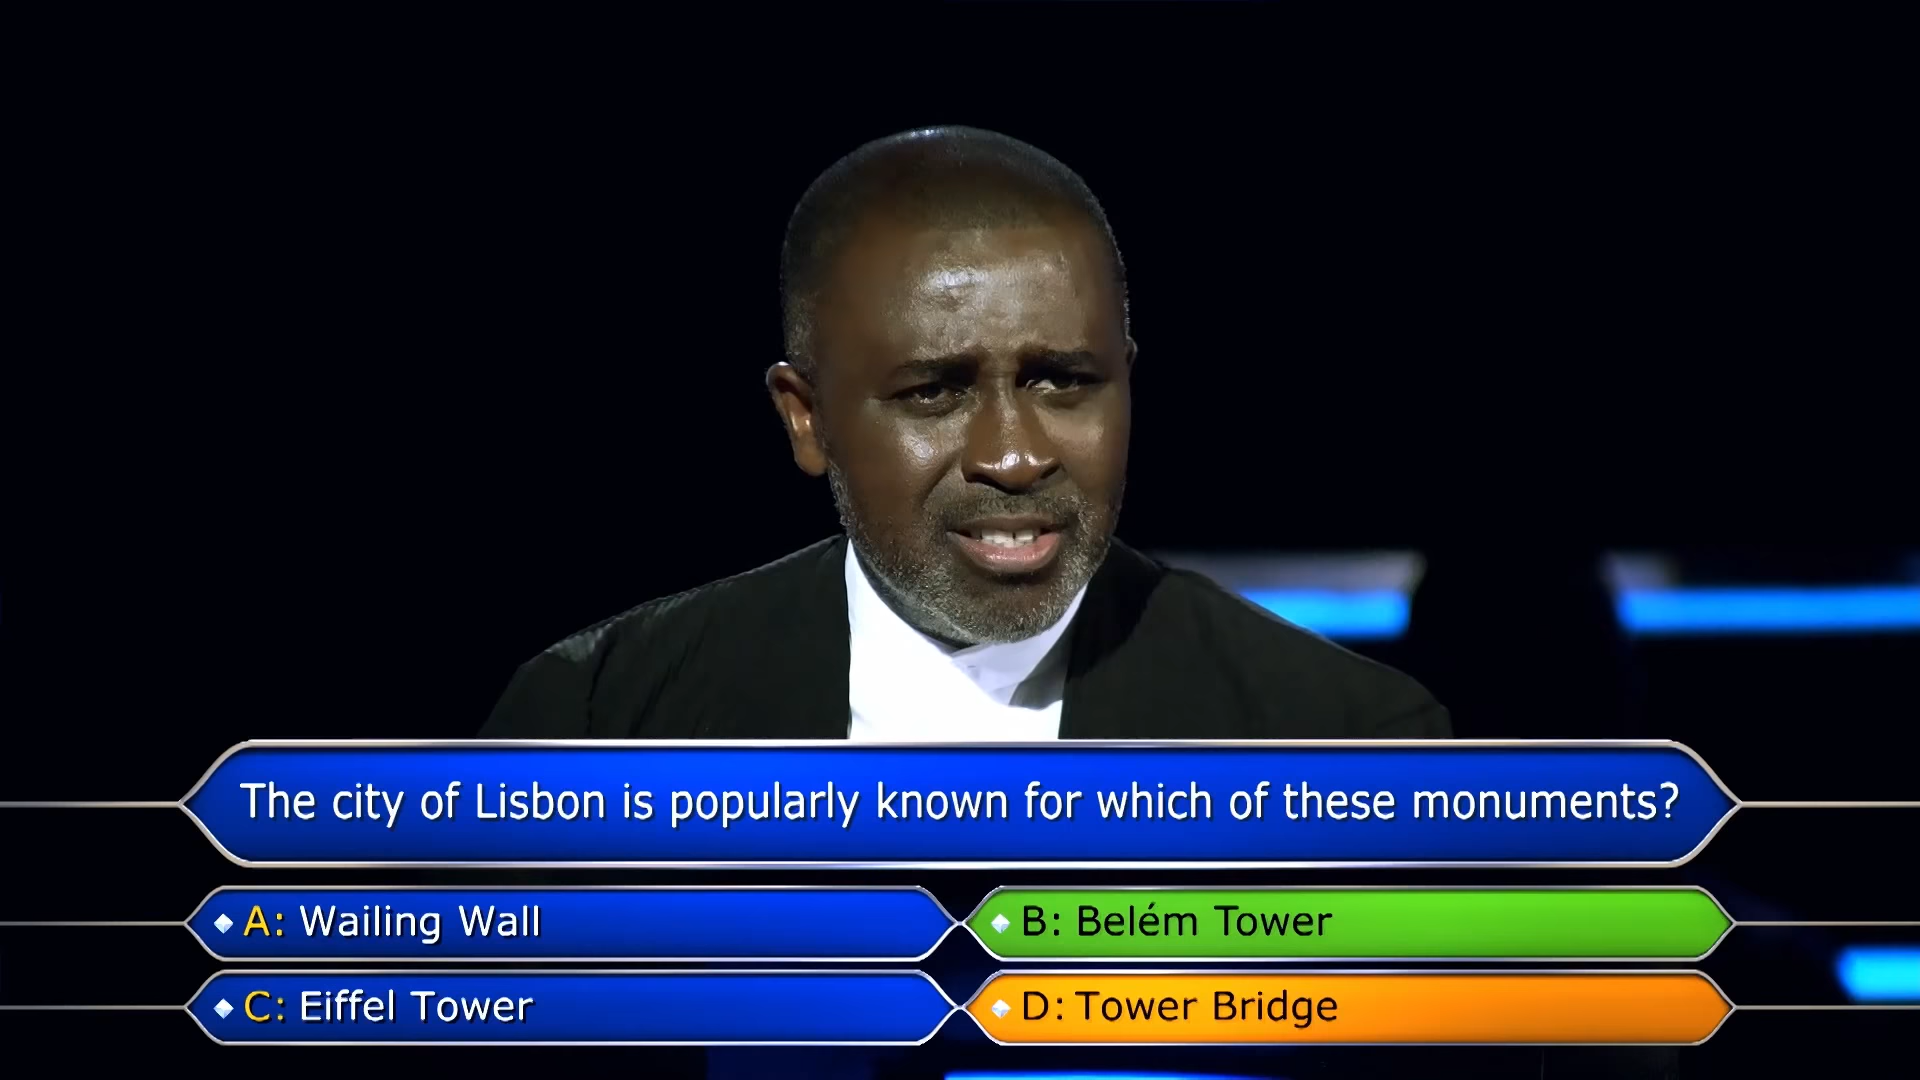 The city of Lisbon is popularly known for which of these monuments?
A: Wailing Wall
B: Belém Tower
C: Eiffel Tower
D: Tower Bridge